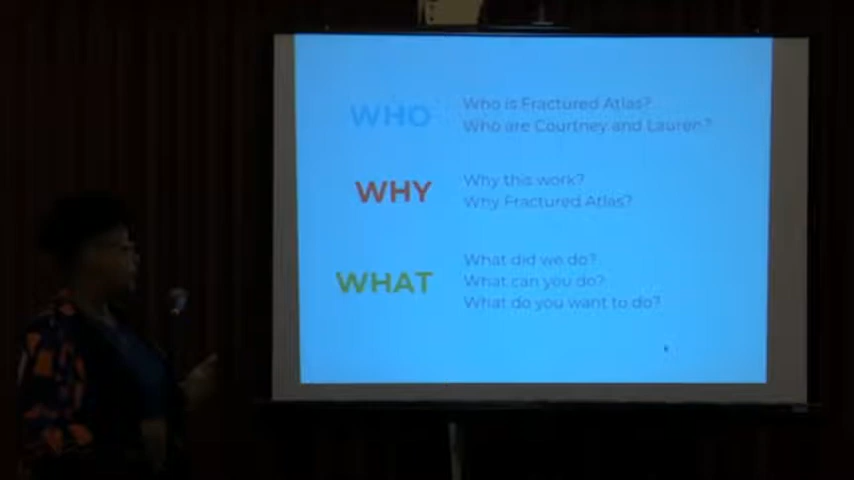 WHO
Who is Fractured Atlas?
Who are Courtney and Lauren?
WHY
Why this work?
Why Fractured Atlas?
WHAT
What did we do?
What can you do?
What do you want to do?